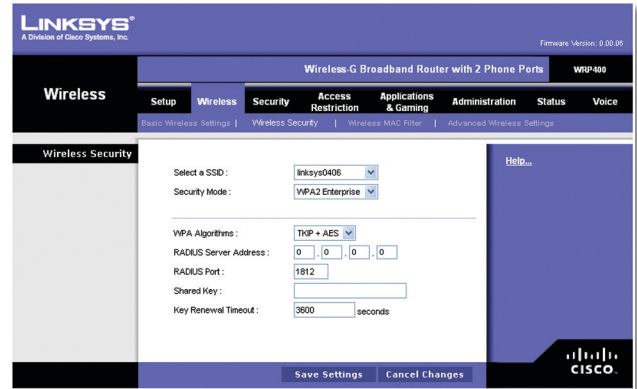 LINKSYS®
A Division of Cisco Systems, Inc.
Firmware Version: 0.00.06
Wireless-G Broadband Router with 2 Phone Ports WRP400
Wireless
Setup Wireless Security Access Restriction Applications & Gaming Administration Status Voice
Basic Wireless Settings | Wireless Security | Wireless MAC Filter | Advanced Wireless Settings
Wireless Security
Help...
Select a SSID : linksys0406
Security Mode : WPA2 Enterprise
WPA Algorithms : TKIP + AES
RADIUS Server Address : 0 . 0 . 0 . 0
RADIUS Port : 1812
Shared Key :
Key Renewal Timeout : 3600 seconds
Save Settings Cancel Changes
CISCO.